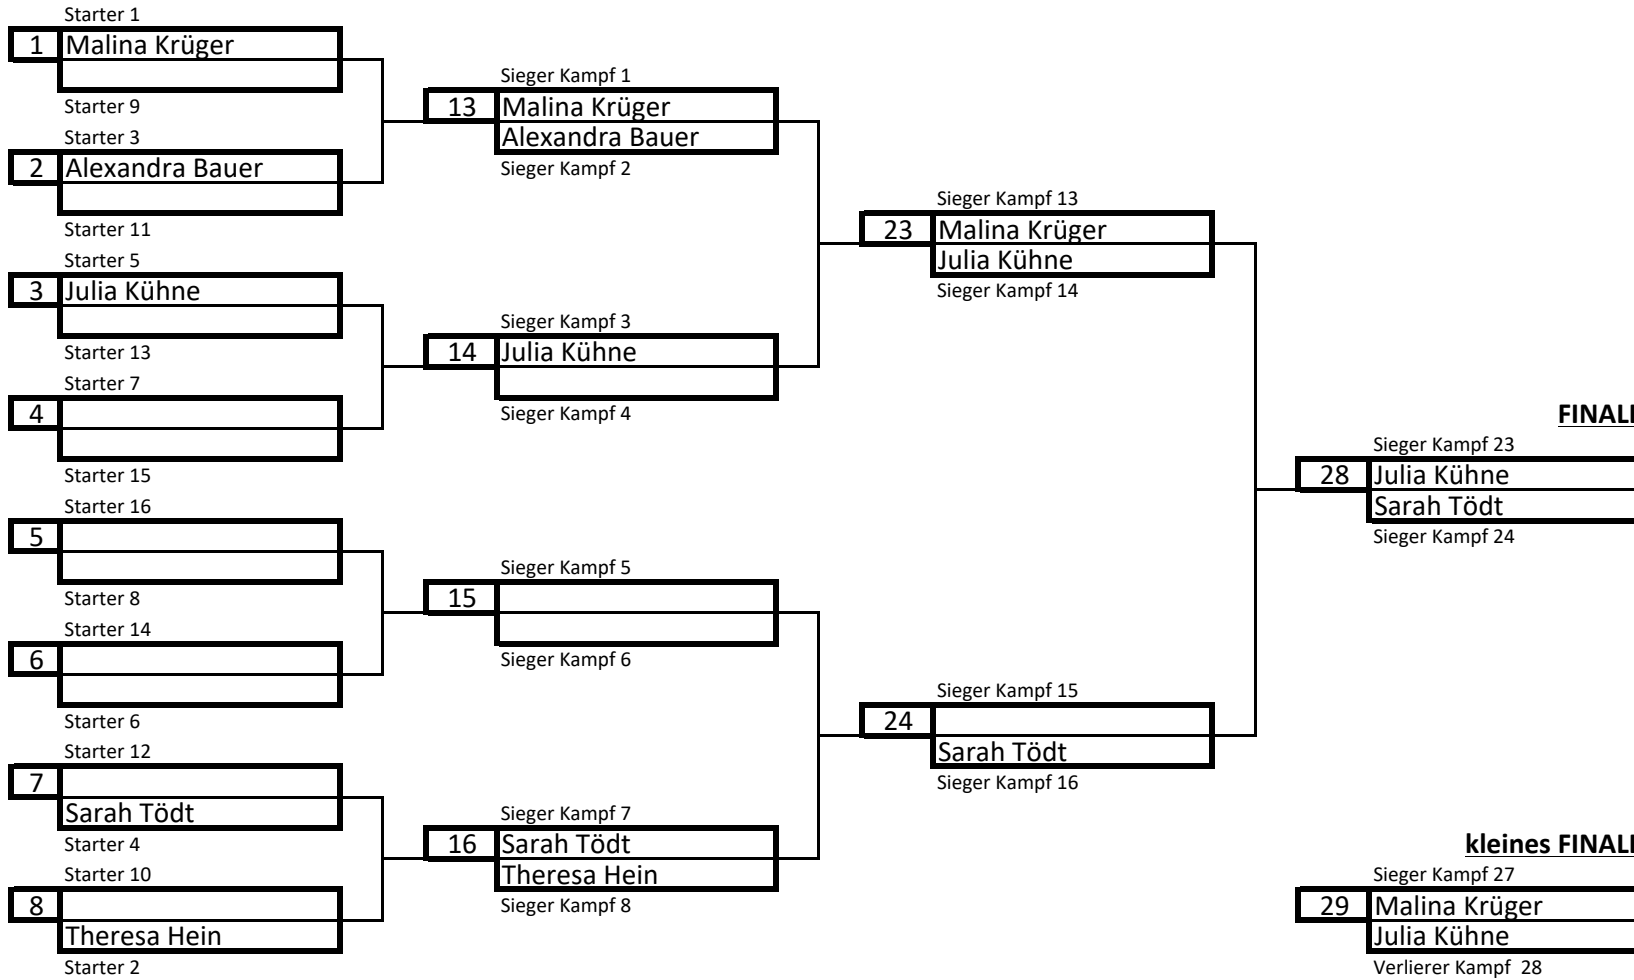 Starter 1
1 Malina Krüger
Starter 9
Starter 3
2 Alexandra Bauer
Starter 11
Starter 5
3 Julia Kühne
Starter 13
Starter 7
4
Starter 15
Starter 16
5
Starter 8
Starter 14
6
Starter 6
Starter 12
7
Sarah Tödt
Starter 4
Starter 10
8
Theresa Hein
Starter 2
Sieger Kampf 1
13 Malina Krüger
Alexandra Bauer
Sieger Kampf 2
Sieger Kampf 3
14 Julia Kühne
Sieger Kampf 4
Sieger Kampf 5
15
Sieger Kampf 6
Sieger Kampf 7
16 Sarah Tödt
Theresa Hein
Sieger Kampf 8
Sieger Kampf 13
23 Malina Krüger
Julia Kühne
Sieger Kampf 14
Sieger Kampf 15
24
Sarah Tödt
Sieger Kampf 16
FINAL
Sieger Kampf 23
28 Julia Kühne
Sarah Tödt
Sieger Kampf 24
kleines FINAL
Sieger Kampf 27
29 Malina Krüger
Julia Kühne
Verlierer Kampf 28